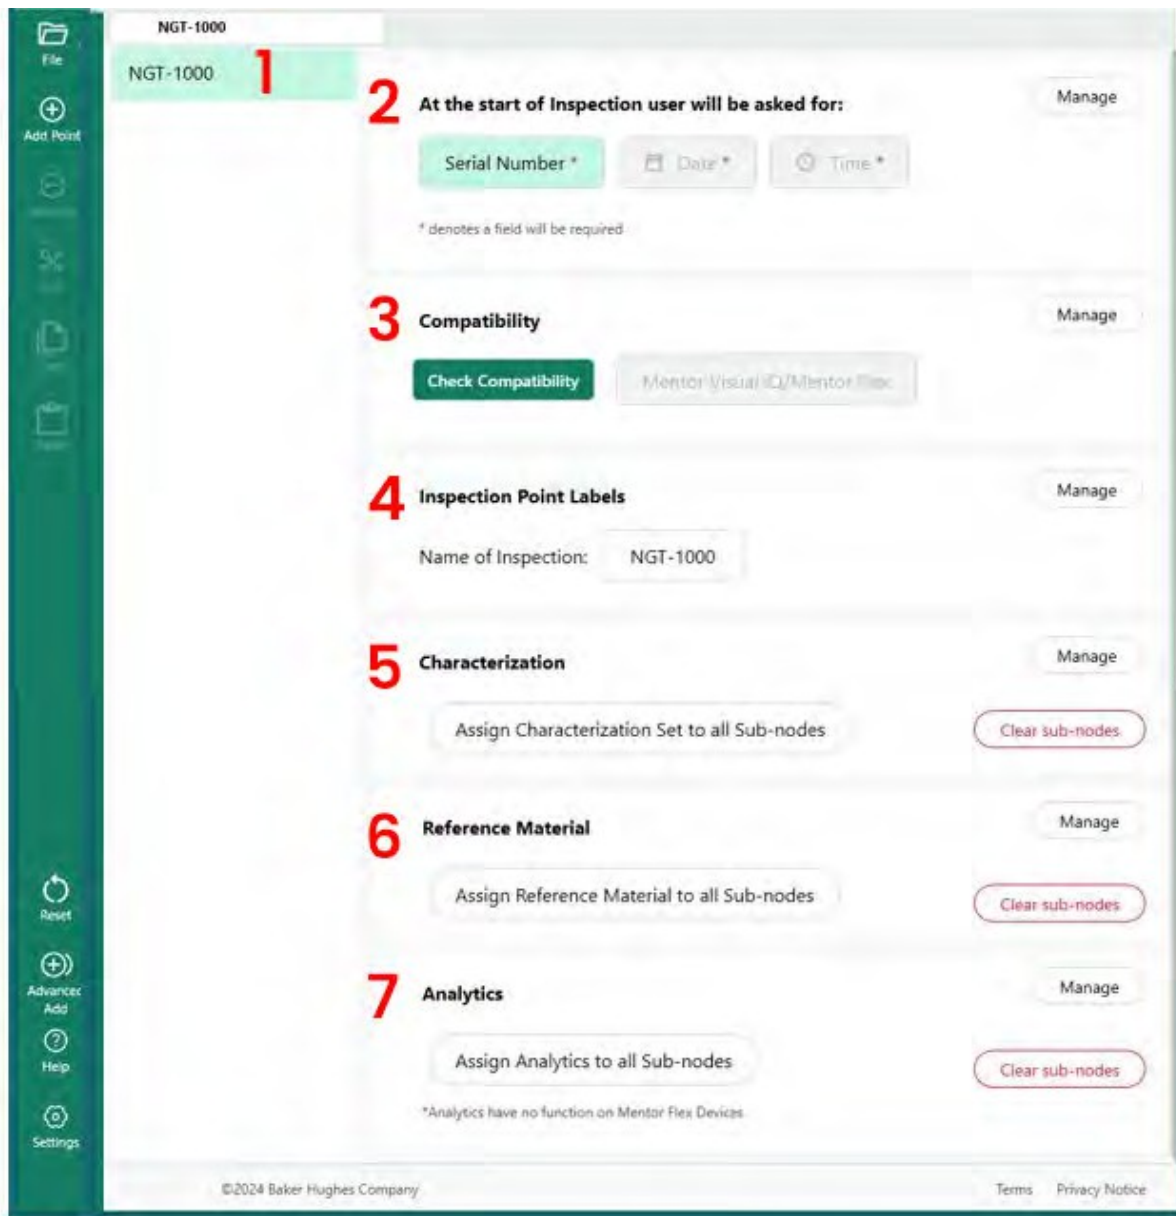 NGT-1000
File
NGT-1000
1
Add Point
2
At the start of Inspection user will be asked for:
Manage
Serial Number *
Date *
Time *
* denotes a field will be required
3
Compatibility
Manage
Check Compatibility
Mentor Visual iQ/Mentor Flex
4
Inspection Point Labels
Manage
Name of Inspection:
NGT-1000
5
Characterization
Manage
Assign Characterization Set to all Sub-nodes
Clear sub-nodes
6
Reference Material
Manage
Assign Reference Material to all Sub-nodes
Clear sub-nodes
Reset
7
Analytics
Manage
Advanced
Add
Assign Analytics to all Sub-nodes
Clear sub-nodes
Help
*Analytics have no function on Mentor Flex Devices
Settings
©2024 Baker Hughes Company
Terms
Privacy Notice